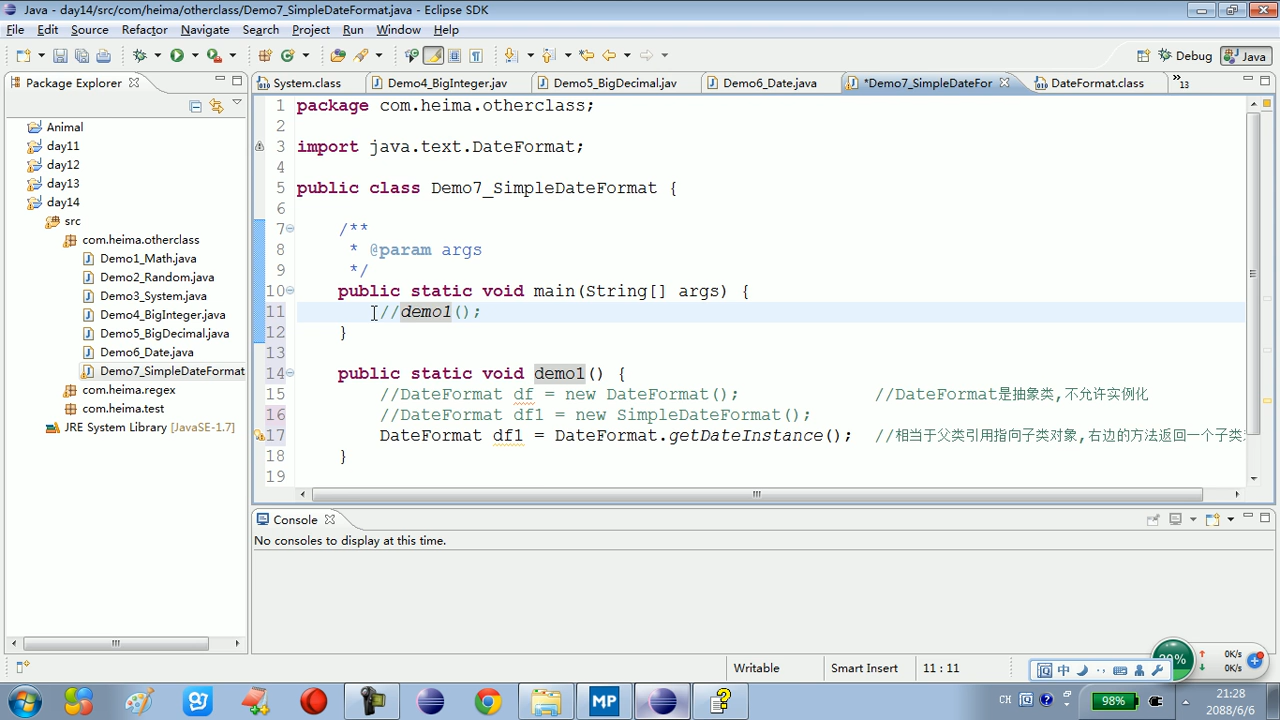 Java - day14/src/com/heima/otherclass/Demo7_SimpleDateFormat.java - Eclipse SDK
File Edit Source Refactor Navigate Search Project Run Window Help
Debug Java
Package Explorer
System.class Demo4_BigInteger.jav Demo5_BigDecimal.jav Demo6_Date.java *Demo7_SimpleDateFor DateFormat.class »13
Animal
day11
day12
day13
day14
src
com.heima.otherclass
Demo1_Math.java
Demo2_Random.java
Demo3_System.java
Demo4_BigInteger.java
Demo5_BigDecimal.java
Demo6_Date.java
Demo7_SimpleDateFormat
com.heima.regex
com.heima.test
JRE System Library [JavaSE-1.7]
1 package com.heima.otherclass;
2
3 import java.text.DateFormat;
4
5 public class Demo7_SimpleDateFormat {
6
7 /**
8 * @param args
9 */
10 public static void main(String[] args) {
11 //demo1();
12 }
13
14 public static void demo1() {
15 //DateFormat df = new DateFormat(); //DateFormat是抽象类,不允许实例化
16 //DateFormat df1 = new SimpleDateFormat();
17 DateFormat df1 = DateFormat.getDateInstance(); //相当于父类引用指向子类对象,右边的方法返回一个子类
18 }
19
Console
No consoles to display at this time.
Writable Smart Insert 11 : 11
0K/s
0K/s
中
MP
CH
98%
21:28
2088/6/6